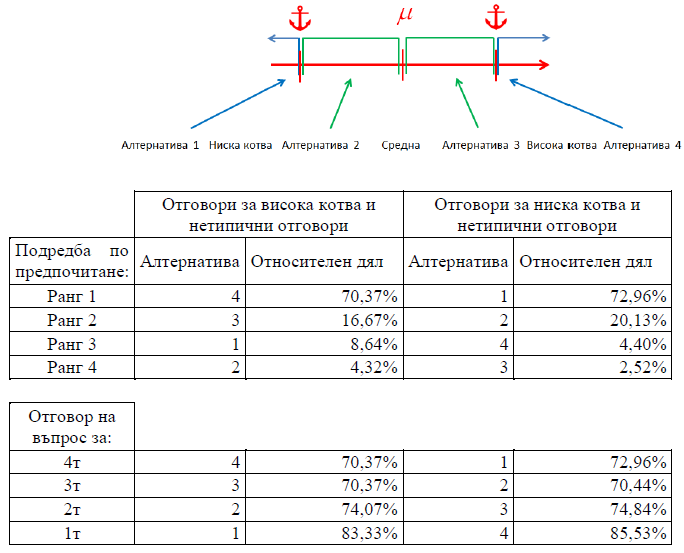 μ
Алтернатива 1 Ниска котва Алтернатива 2 Средна Алтернатива 3 Висока котва Алтернатива 4
Отговори за висока котва и нетипични отговори Отговори за ниска котва и нетипични отговори
Подредба по предпочитане: Алтернатива Относителен дял Алтернатива Относителен дял
Ранг 1 4 70,37% 1 72,96%
Ранг 2 3 16,67% 2 20,13%
Ранг 3 1 8,64% 4 4,40%
Ранг 4 2 4,32% 3 2,52%
Отговор на въпрос за:
4т 4 70,37% 1 72,96%
3т 3 70,37% 2 70,44%
2т 2 74,07% 3 74,84%
1т 1 83,33% 4 85,53%